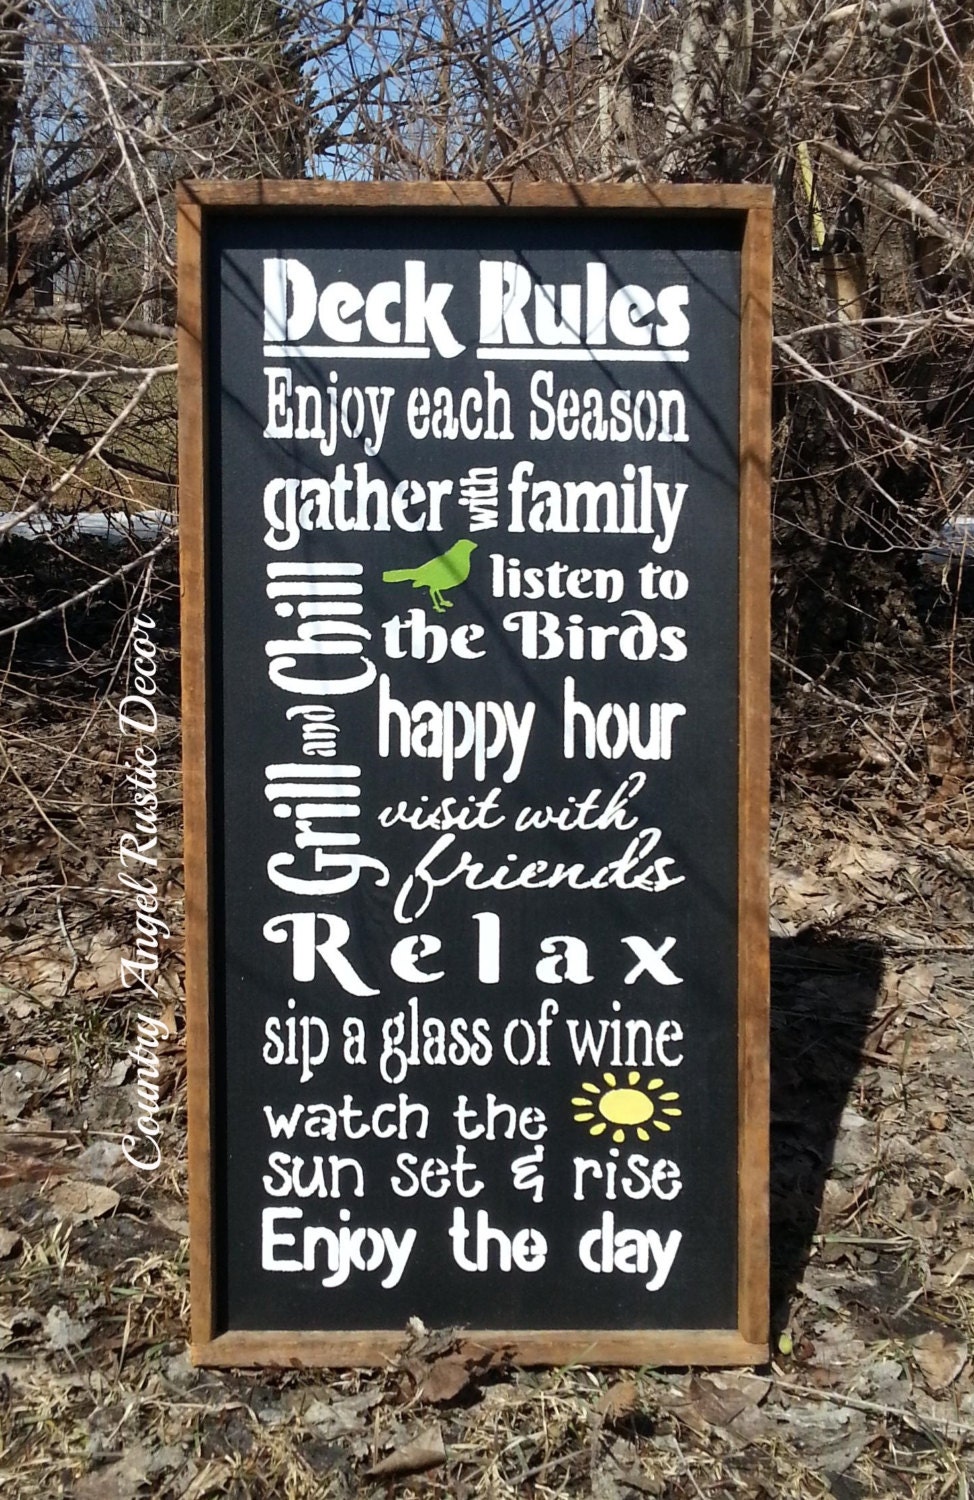 Deck Rules
Enjoy each Season
gather with family
Grill and Chill
listen to
the Birds
happy hour
visit with
friends
Relax
sip a glass of wine
watch the
sun set & rise
Enjoy the day
Country Angel Rustic Decor